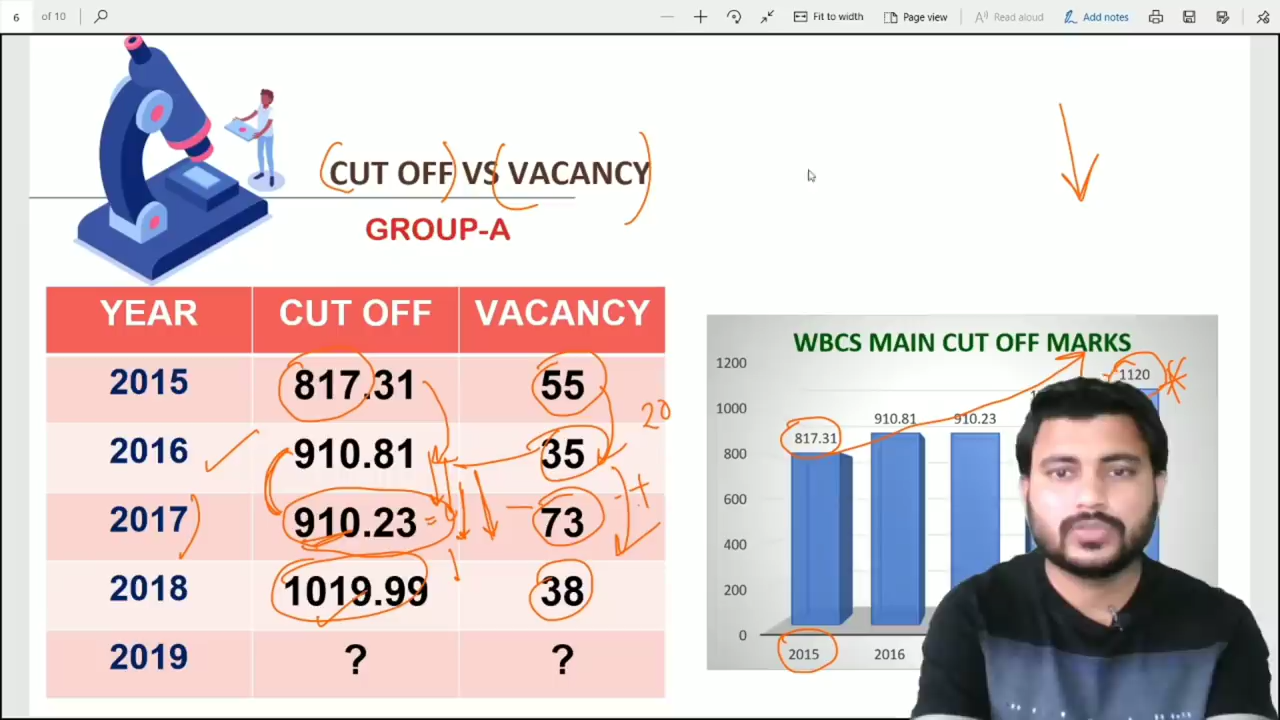 6 of 10 Fit to width Page view Read aloud Add notes
CUT OFF VS VACANCY
GROUP-A
YEAR CUT OFF VACANCY
2015 817.31 55
2016 910.81 35
2017 910.23 73
2018 1019.99 38
2019 ? ?
20
WBCS MAIN CUT OFF MARKS
1200
1000
800
600
400
200
0
817.31 910.81 910.23 1120
2015 2016